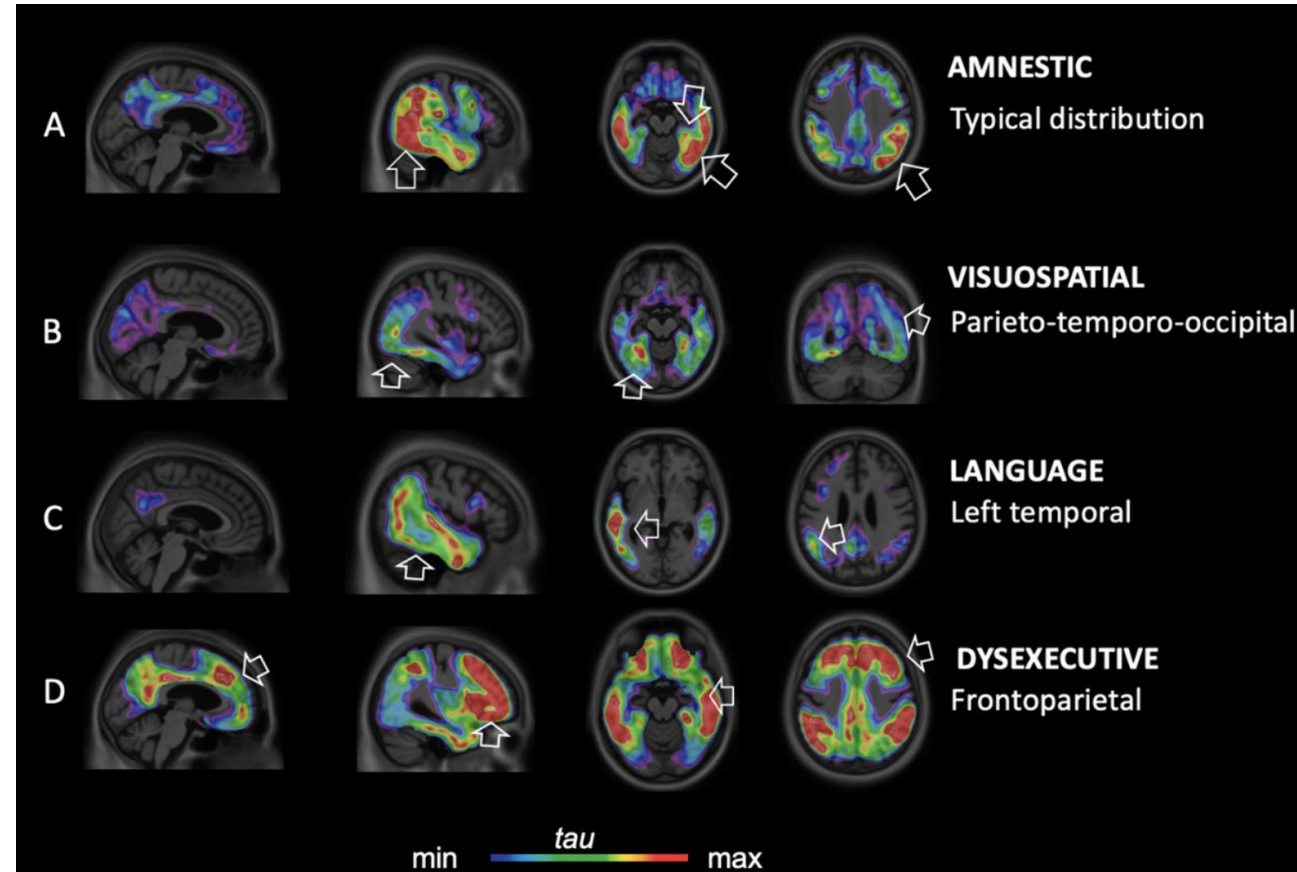 A
AMNESTIC
Typical distribution
B
VISUOSPATIAL
Parieto-temporo-occipital
C
LANGUAGE
Left temporal
D
DYSEXECUTIVE
Frontoparietal
tau
min max